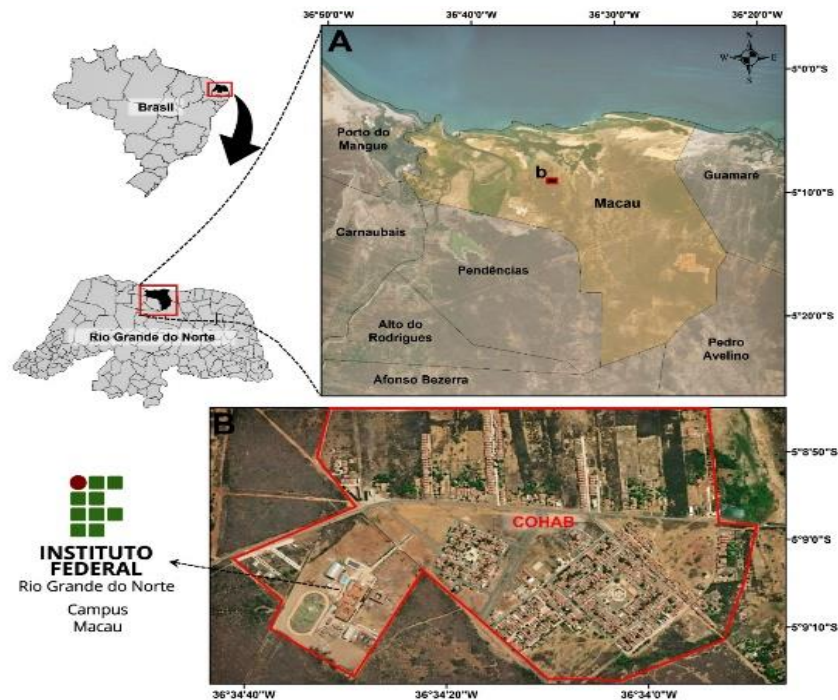 36°50'0"W
36°40'0"W
36°30'0"W
36°20'0"W
A
N
W
E
S
5°0'0"S
5°10'0"S
5°20'0"S
Brasil
Porto do
Mangue
Guamaré
b
Macau
Carnaubais
Pendências
Alto do
Rodrigues
Pedro
Avelino
Afonso Bezerra
Rio Grande do Norte
B
COHAB
5°8'50"S
5°9'0"S
5°9'10"S
36°34'40"W
36°34'20"W
36°34'0"W
INSTITUTO
FEDERAL
Rio Grande do Norte
Campus
Macau